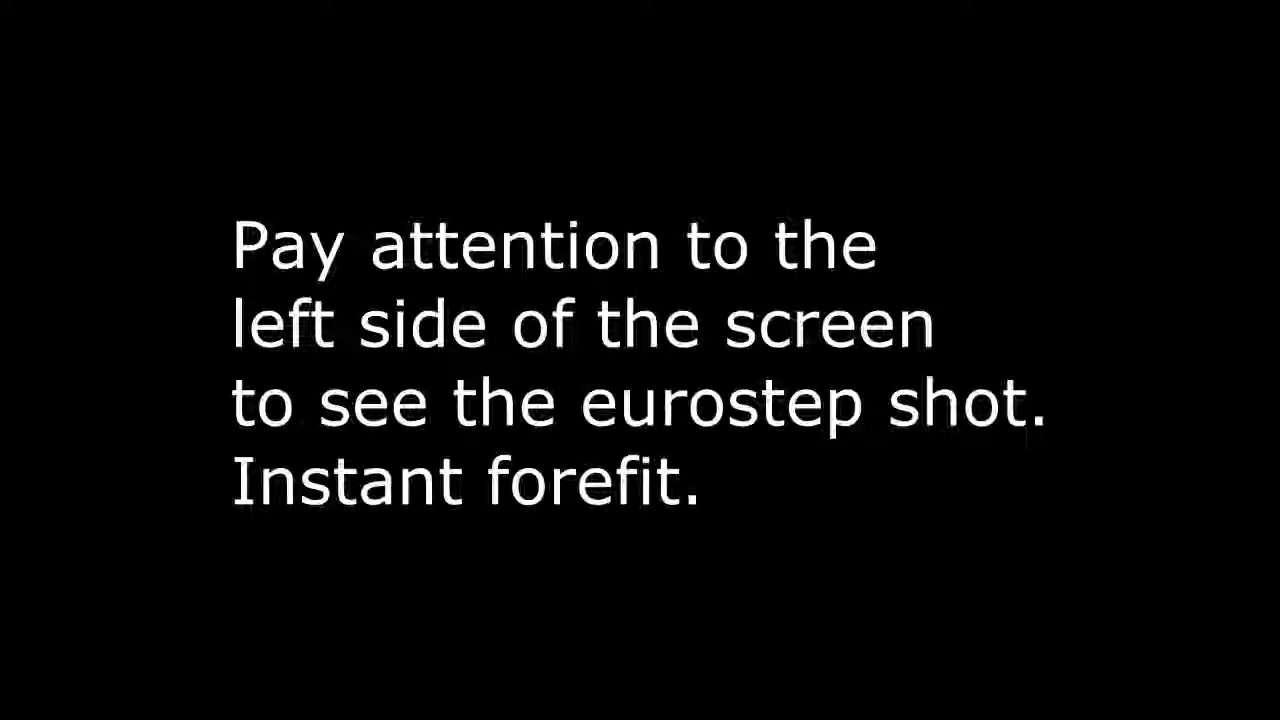 Pay attention to the
left side of the screen
to see the eurostep shot.
Instant forefit.